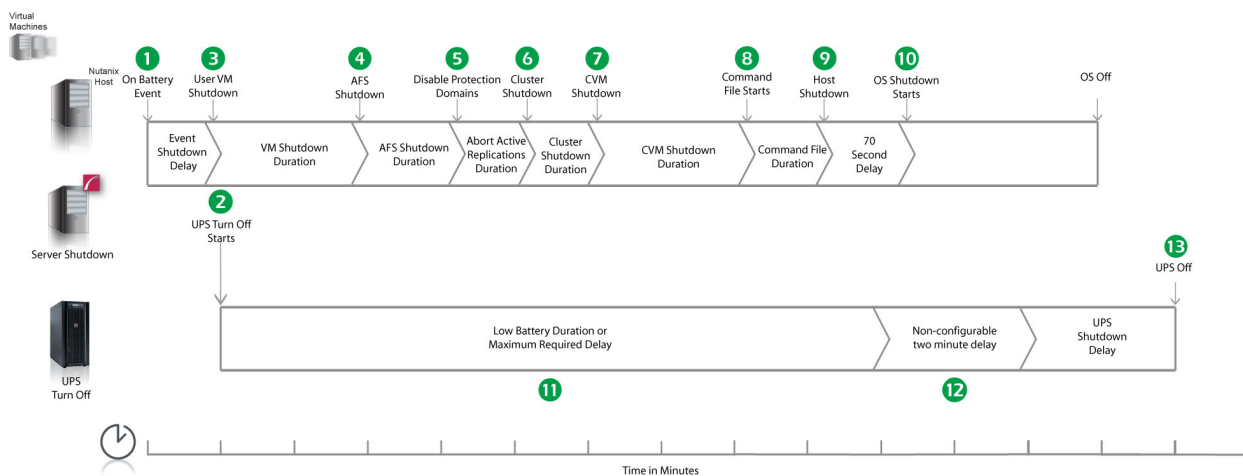 Virtual
Machines
1
3
4
5
6
7
8
9
10
Nutanix
Host
On Battery
Event
User VM
Shutdown
AFS
Shutdown
Disable Protection
Domains
Cluster
Shutdown
CVM
Shutdown
Command
File Starts
Host
Shutdown
OS Shutdown
Starts
OS Off
Event
Shutdown
Delay
VM Shutdown
Duration
AFS Shutdown
Duration
Abort Active
Replications
Duration
Cluster
Shutdown
Duration
CVM Shutdown
Duration
Command File
Duration
70
Second
Delay
2
UPS Turn Off
Starts
Server Shutdown
13
UPS Off
Low Battery Duration or
Maximum Required Delay
Non-configurable
two minute delay
UPS
Shutdown
Delay
UPS
Turn Off
11
12
Time in Minutes